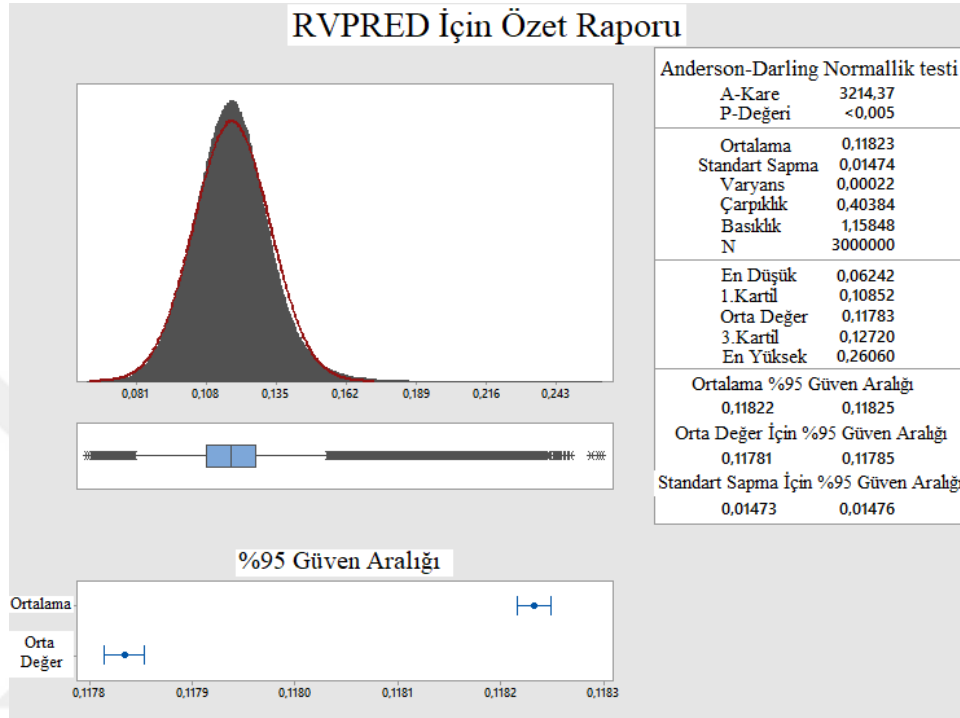 RVPRED İçin Özet Raporu
Anderson-Darling Normallik testi
A-Kare 3214,37
P-Değeri <0,005
Ortalama 0,11823
Standart Sapma 0,01474
Varyans 0,00022
Çarpıklık 0,40384
Basıklık 1,15848
N 3000000
En Düşük 0,06242
1.Kartil 0,10852
Orta Değer 0,11783
3.Kartil 0,12720
En Yüksek 0,26060
Ortalama %95 Güven Aralığı
0,11822 0,11825
Orta Değer İçin %95 Güven Aralığı
0,11781 0,11785
Standart Sapma İçin %95 Güven Aralığı
0,01473 0,01476
0,081 0,108 0,135 0,162 0,189 0,216 0,243
%95 Güven Aralığı
Ortalama
Orta
Değer
0,1178 0,1179 0,1180 0,1181 0,1182 0,1183